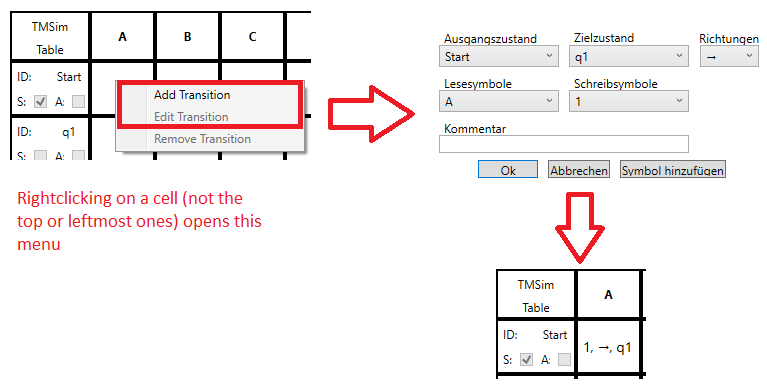 TMSim
Table
A
B
C
ID: Start
S: A:
ID: q1
S: A:
Add Transition
Edit Transition
Remove Transition
Rightclicking on a cell (not the
top or leftmost ones) opens this
menu
Ausgangszustand Zielzustand Richtungen
Start q1 →
Lesesymbole Schreibsymbole
A 1
Kommentar
Ok Abbrechen Symbol hinzufügen
TMSim
Table
A
ID: Start
S: A:
1, →, q1